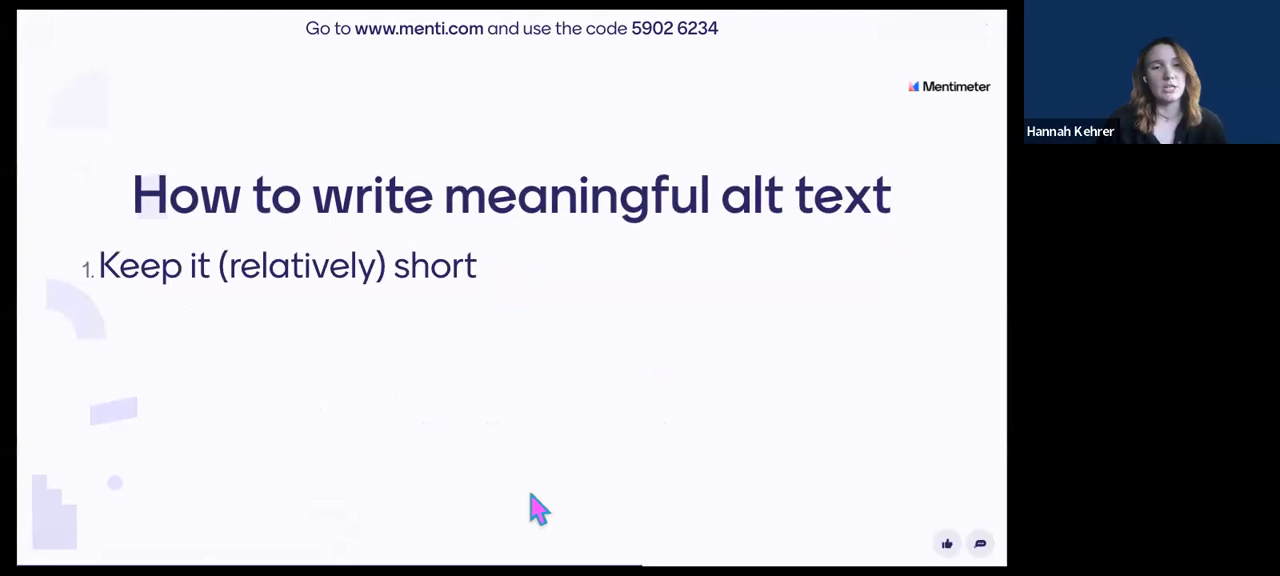 Go to www.menti.com and use the code 5902 6234
Mentimeter
How to write meaningful alt text
1. Keep it (relatively) short
Hannah Kehrer